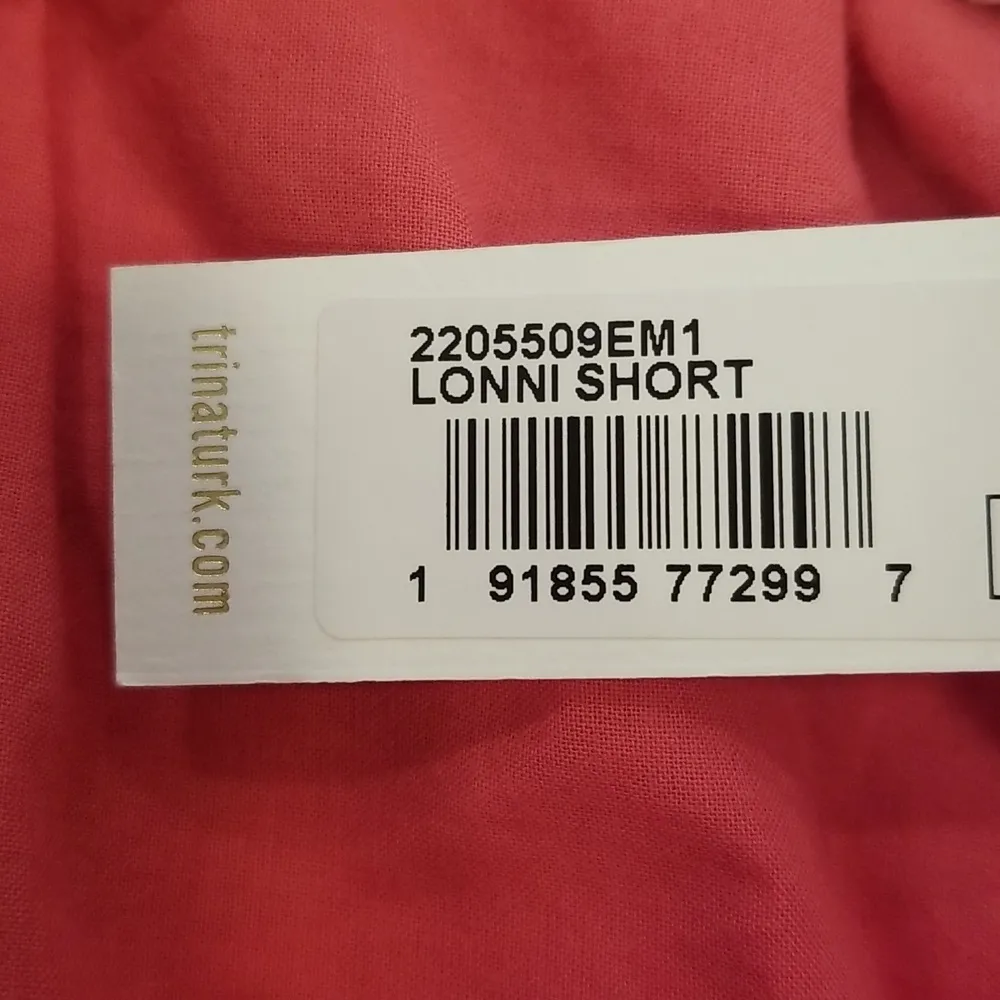 trinaturk.com
2205509EM1
LONNI SHORT
1 91855 77299 7